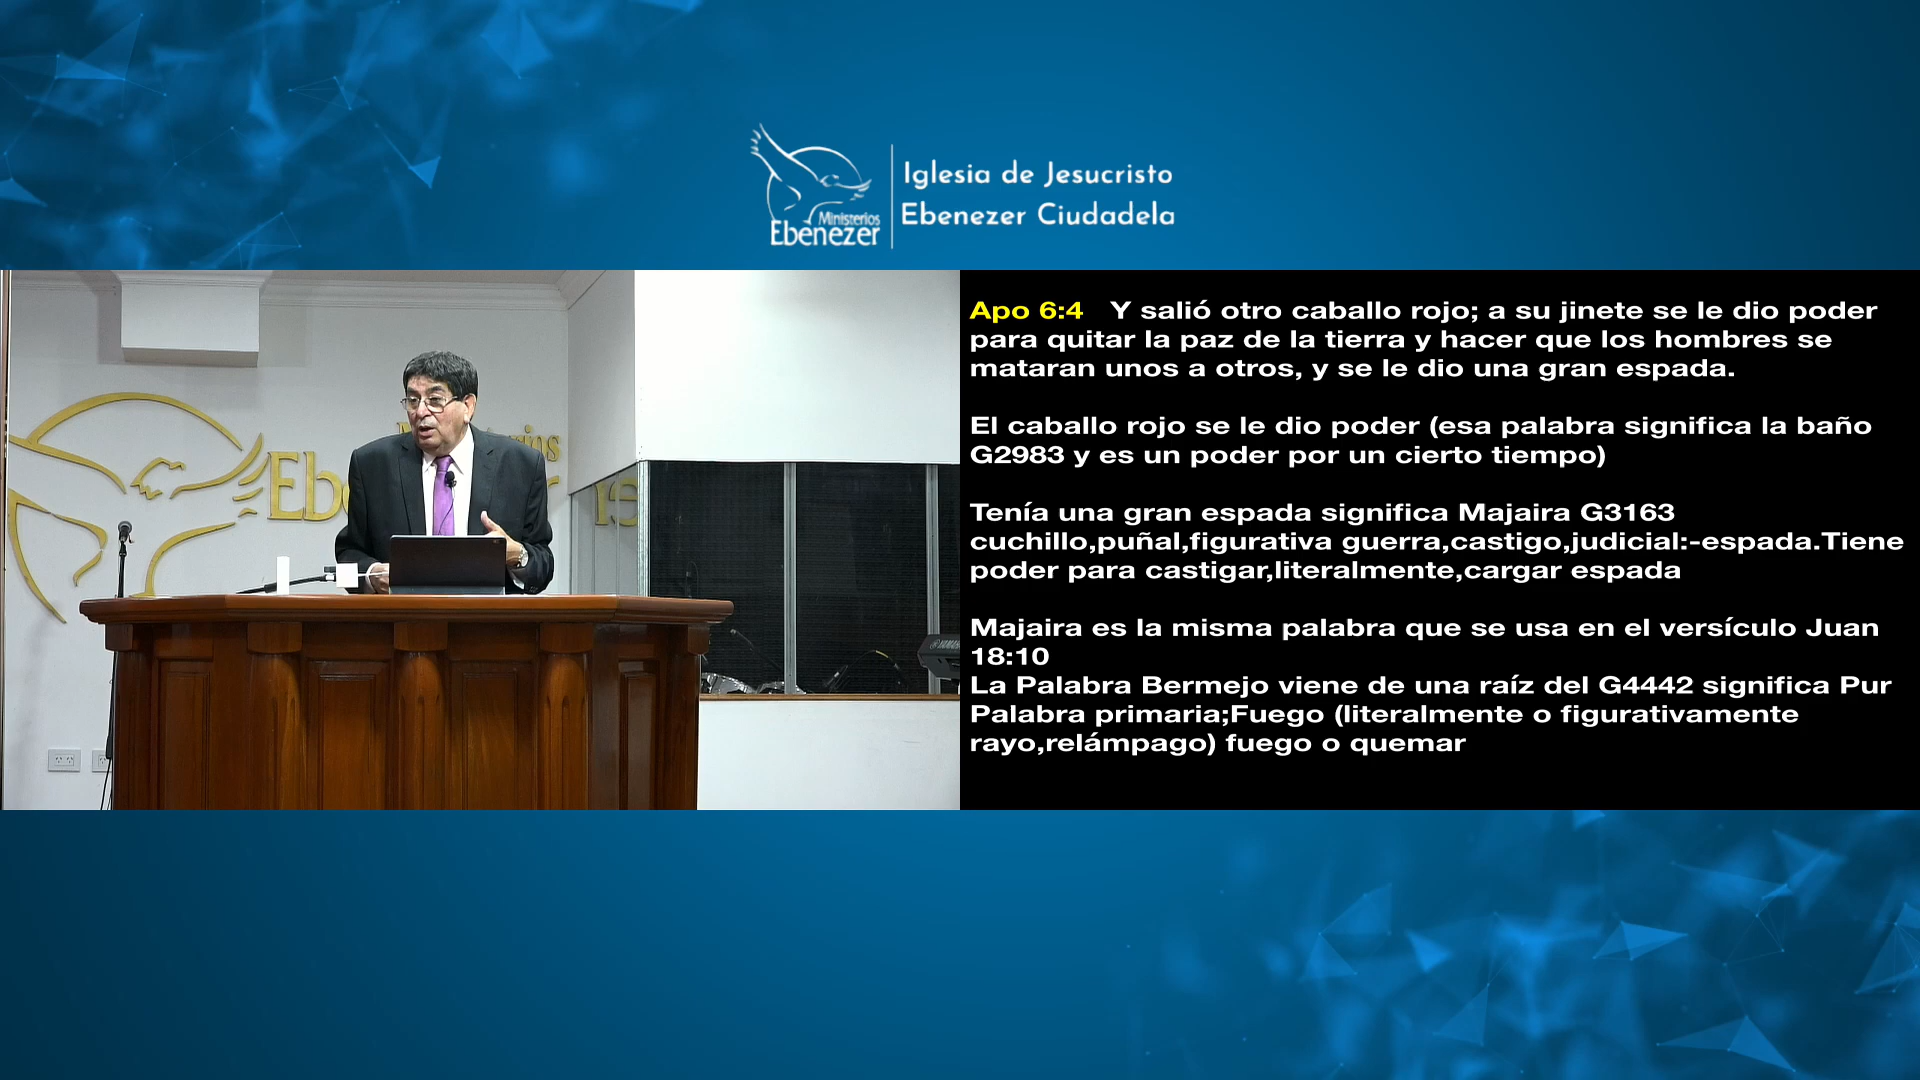 Iglesia de Jesucristo
Ministerios
Ebenezer Ciudadela
Ebenezer
Apo 6:4 Y salió otro caballo rojo; a su jinete se le dio poder
para quitar la paz de la tierra y hacer que los hombres se
mataran unos a otros, y se le dio una gran espada.
El caballo rojo se le dio poder (esa palabra significa la baño
G2983 y es un poder por un cierto tiempo)
Tenía una gran espada significa Majaira G3163
cuchillo,puñal,figurativa guerra,castigo,judicial:-espada.Tiene
poder para castigar,literalmente,cargar espada
Majaira es la misma palabra que se usa en el versículo Juan
18:10
La Palabra Bermejo viene de una raíz del G4442 significa Pur
Palabra primaria;Fuego (literalmente o figurativamente
rayo,relámpago) fuego o quemar